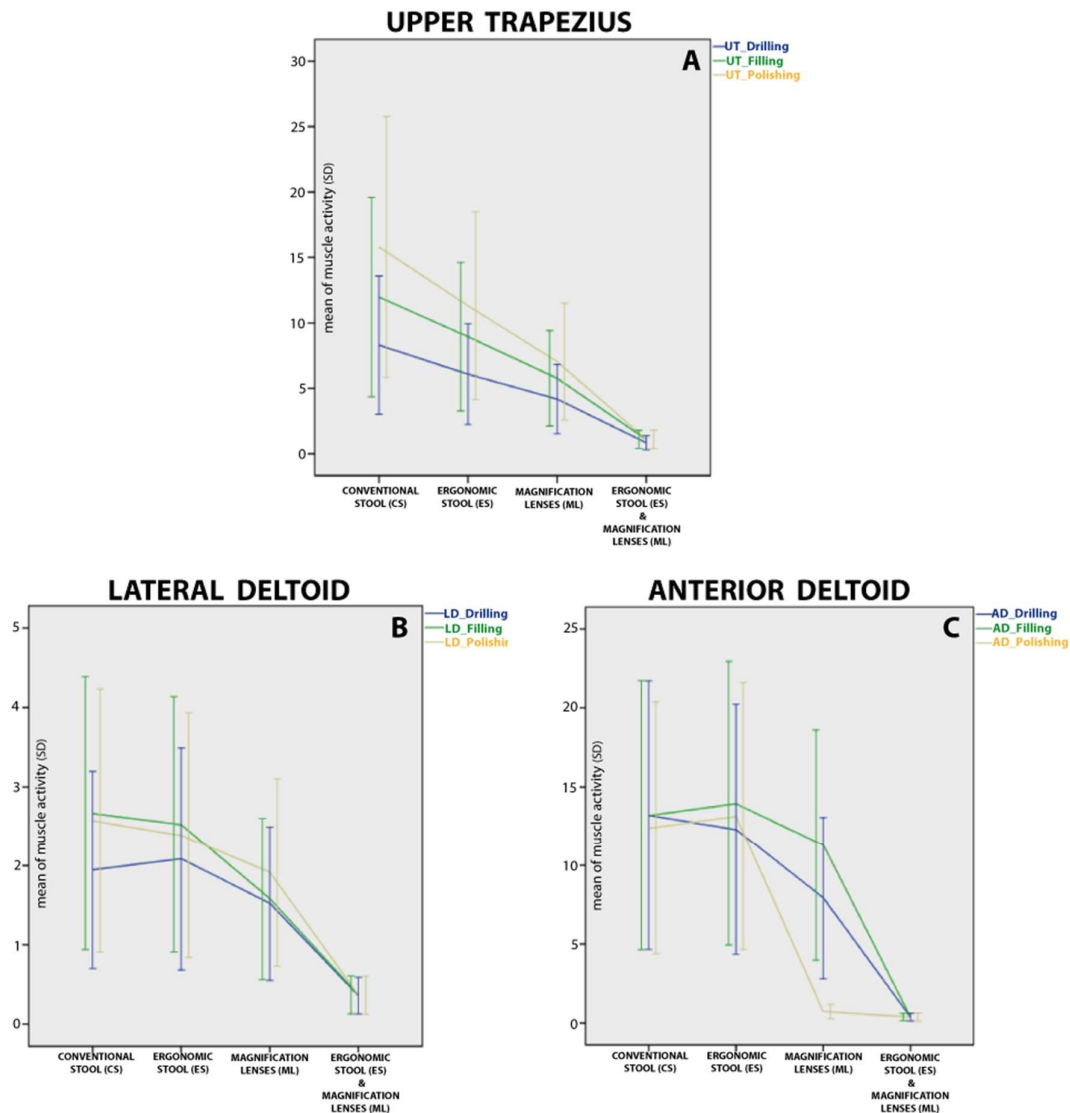 UPPER TRAPEZIUS
A
UT_Drilling
UT_Filling
UT_Polishing
30
25
20
15
10
5
0
mean of muscle activity (SD)
CONVENTIONAL
STOOL (CS)
ERGONOMIC
STOOL (ES)
MAGNIFICATION
LENSES (ML)
ERGONOMIC
STOOL (ES)
&
MAGNIFICATION
LENSES (ML)
LATERAL DELTOID
B
LD_Drilling
LD_Filling
LD_Polishin
5
4
3
2
1
0
mean of muscle activity (SD)
CONVENTIONAL
STOOL (CS)
ERGONOMIC
STOOL (ES)
MAGNIFICATION
LENSES (ML)
ERGONOMIC
STOOL (ES)
&
MAGNIFICATION
LENSES (ML)
ANTERIOR DELTOID
C
AD_Drilling
AD_Filling
AD_Polishing
25
20
15
10
5
0
mean of muscle activity (SD)
CONVENTIONAL
STOOL (CS)
ERGONOMIC
STOOL (ES)
MAGNIFICATION
LENSES (ML)
ERGONOMIC
STOOL (ES)
&
MAGNIFICATION
LENSES (ML)